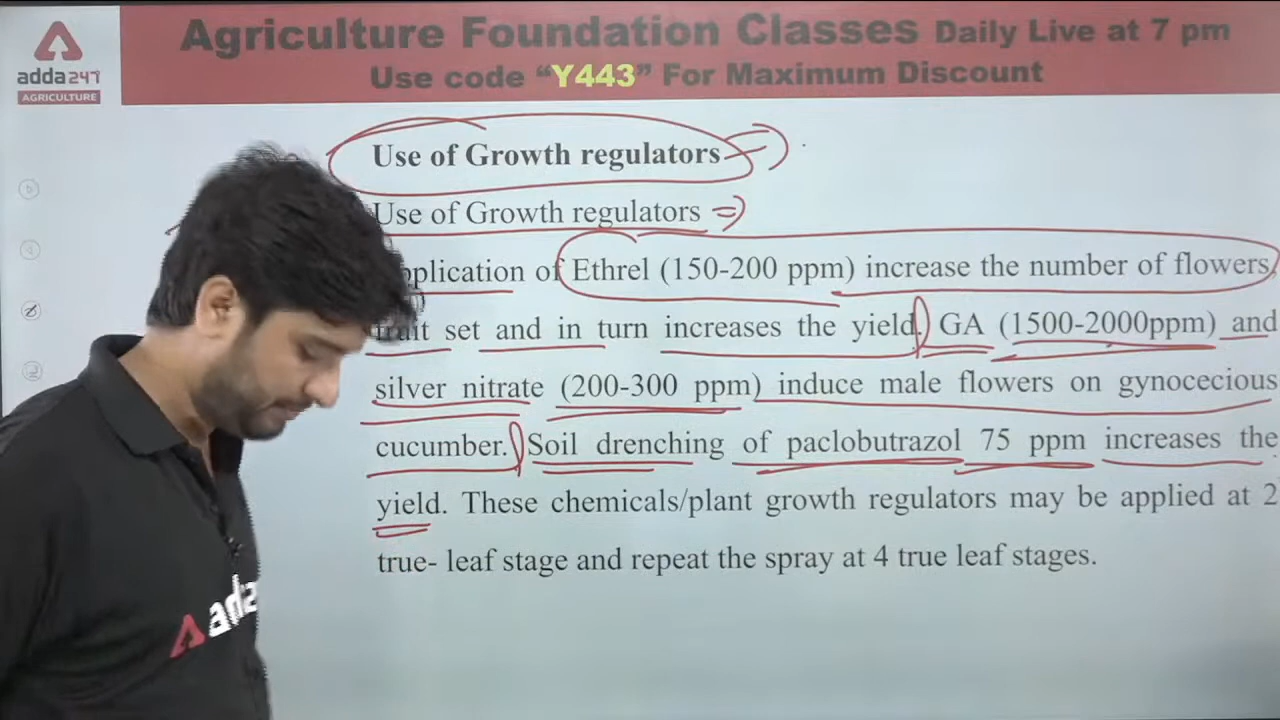 Agriculture Foundation Classes Daily Live at 7 pm
Use code “Y443” For Maximum Discount
adda247
AGRICULTURE
Use of Growth regulators
Use of Growth regulators
of Ethrel (150-200 ppm) increase the number of flowers,
fruit set and in turn increases the yield. GA (1500-2000ppm) and
silver nitrate (200-300 ppm) induce male flowers on gynocecious
cucumber. Soil drenching of paclobutrazol 75 ppm increases the
yield. These chemicals/plant growth regulators may be applied at 2
true- leaf stage and repeat the spray at 4 true leaf stages.